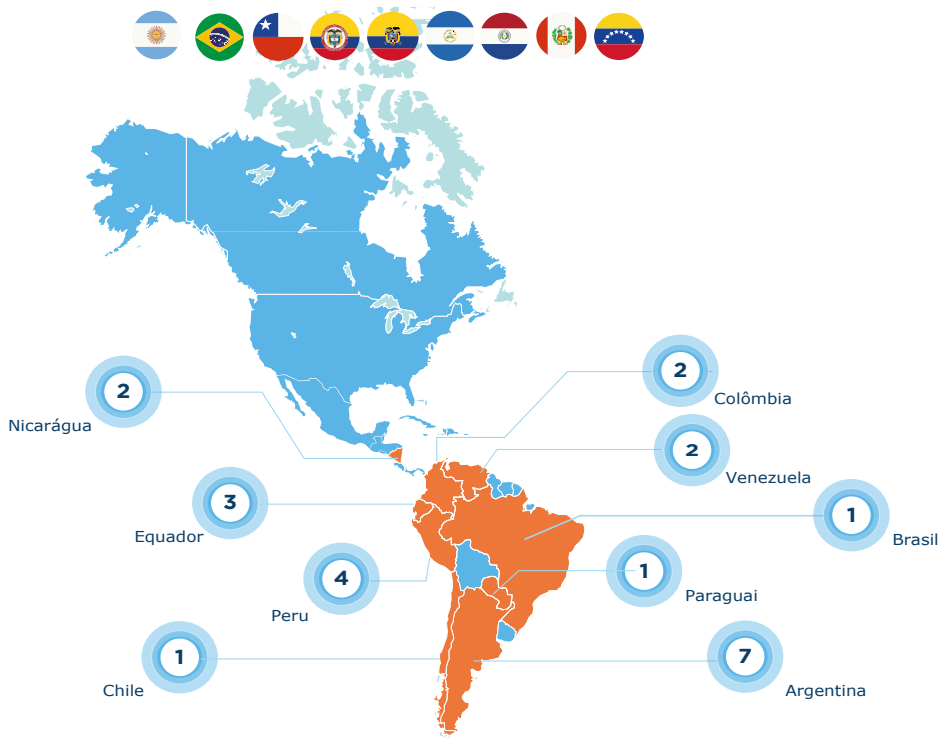 2
Colômbia
2
Nicarágua
2
Venezuela
3
Equador
1
Brasil
4
Peru
1
Paraguai
1
Chile
7
Argentina